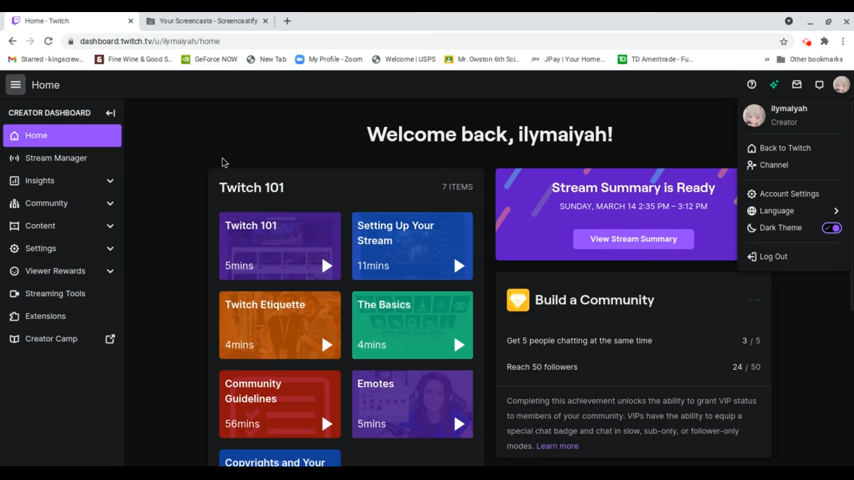 Home - Twitch
Your Screencasts - Screencastify
dashboard.twitch.tv/u/ilymaiyah/home
Starred - kingscrew...
Fine Wine & Good S...
GeForce NOW
New Tab
My Profile - Zoom
Welcome | USPS
Mr. Owston 6th Sci...
JPay | Your Home...
TD Ameritrade - Fu...
»
Other bookmarks
Home
CREATOR DASHBOARD
Home
Stream Manager
Insights
Community
Content
Settings
Viewer Rewards
Streaming Tools
Extensions
Creator Camp
Welcome back, ilymaiyah!
Twitch 101
7 ITEMS
Twitch 101
5mins
Setting Up Your
Stream
11mins
Twitch Etiquette
4mins
The Basics
4mins
Community
Guidelines
56mins
Emotes
5mins
Copyrights and Your
Stream Summary is Ready
SUNDAY, MARCH 14 2:35 PM – 3:12 PM
View Stream Summary
Build a Community
Get 5 people chatting at the same time
3 / 5
Reach 50 followers
24 / 50
Completing this achievement unlocks the ability to grant VIP status
to members of your community. VIPs have the ability to equip a
special chat badge and chat in slow, sub-only, or follower-only
modes. Learn more
ilymaiyah
Creator
Back to Twitch
Channel
Account Settings
Language
Dark Theme
Log Out